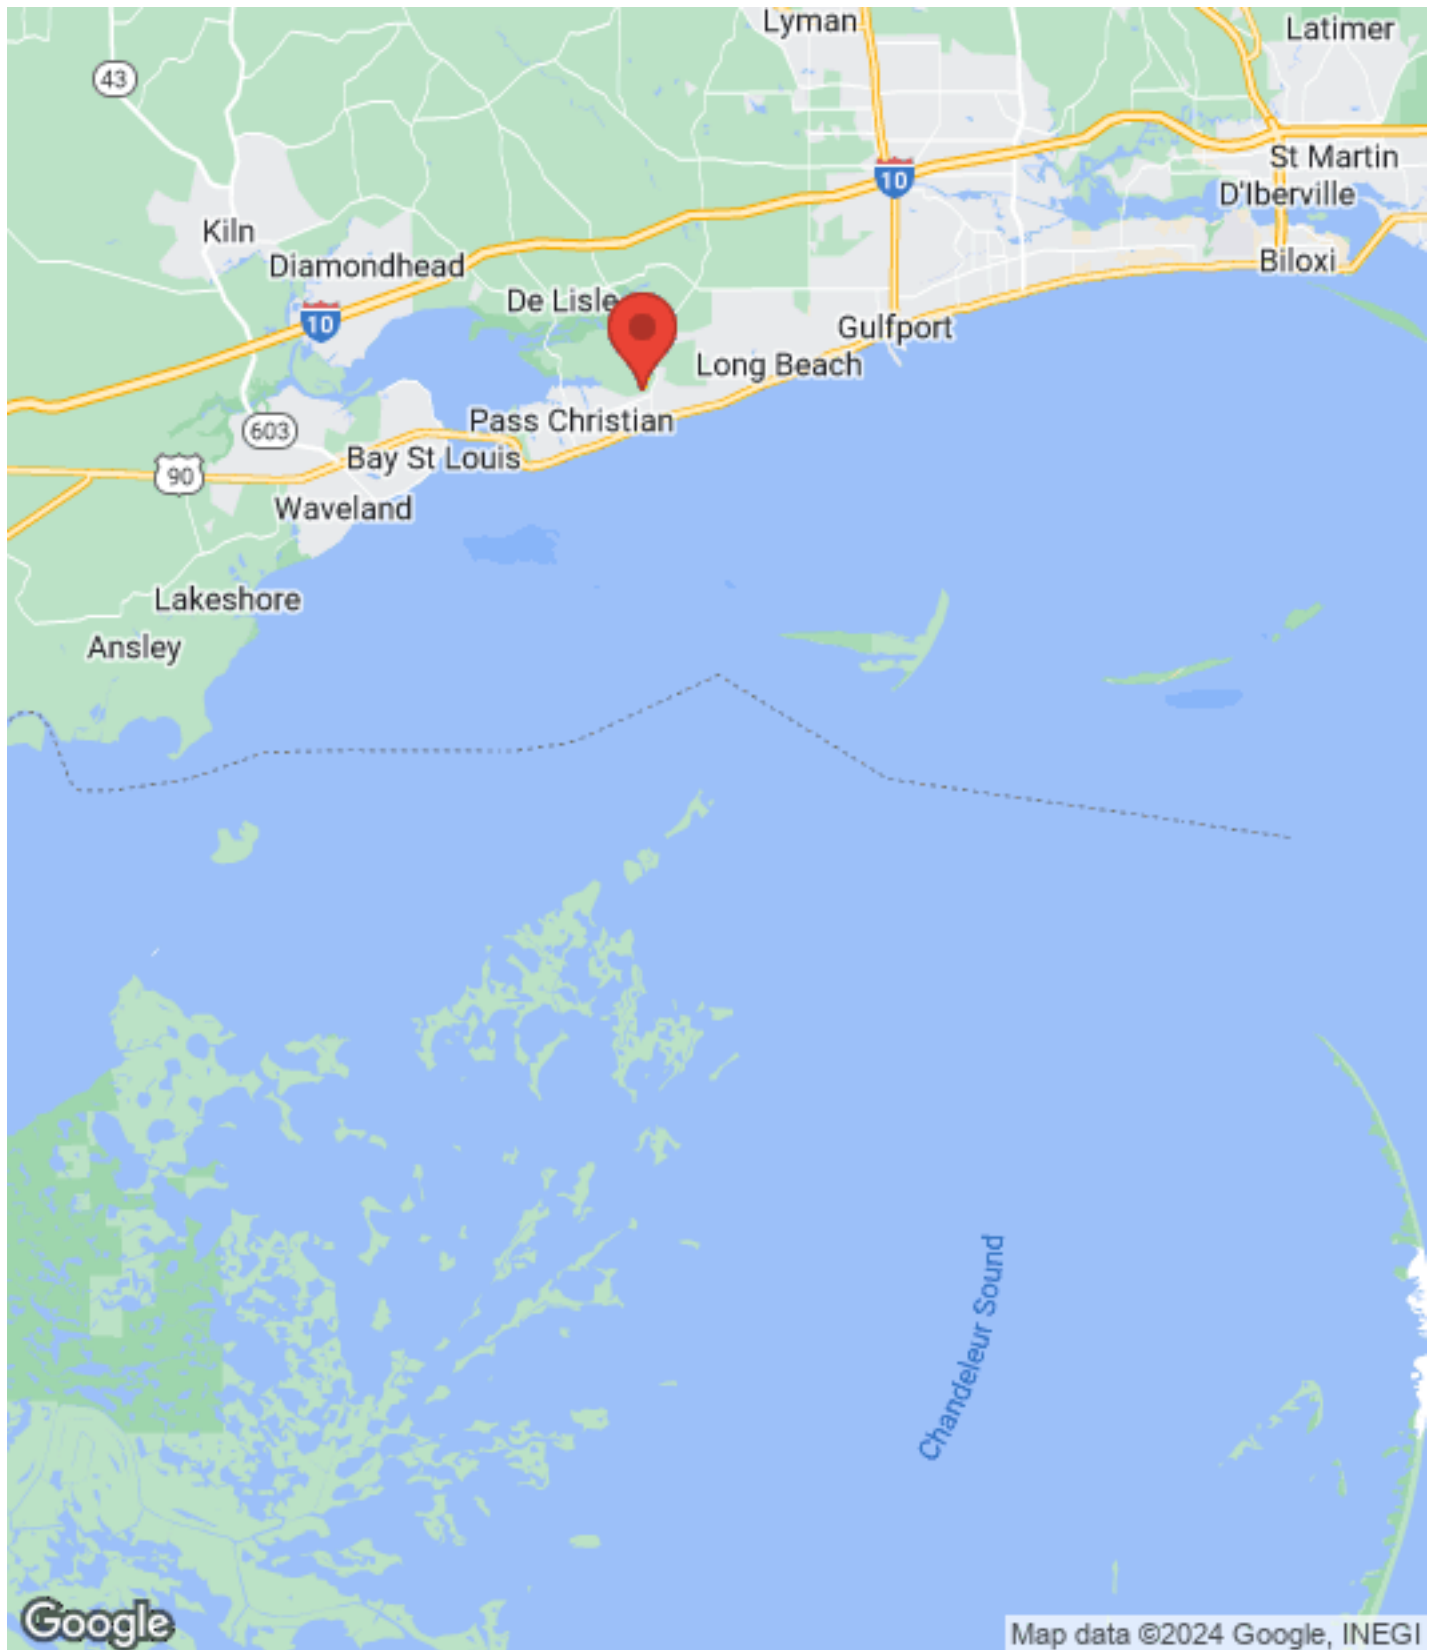 Lyman
Latimer
43
St Martin
10
D'Iberville
Kiln
Biloxi
Diamondhead
De Lisle
10
Gulfport
Long Beach
Pass Christian
603
Bay St Louis
90
Waveland
Lakeshore
Ansley
Chandeleur Sound
Google
Map data ©2024 Google, INEGI